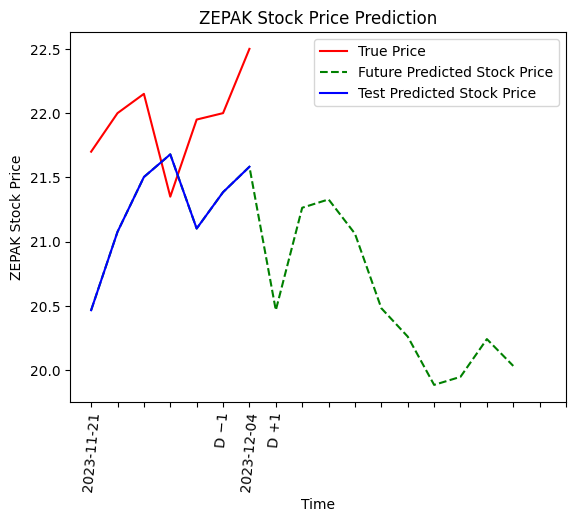 ZEPAK Stock Price Prediction
True Price
Future Predicted Stock Price
Test Predicted Stock Price
ZEPAK Stock Price
22.5
22.0
21.5
21.0
20.5
20.0
2023-11-21
D −1
2023-12-04
D +1
Time